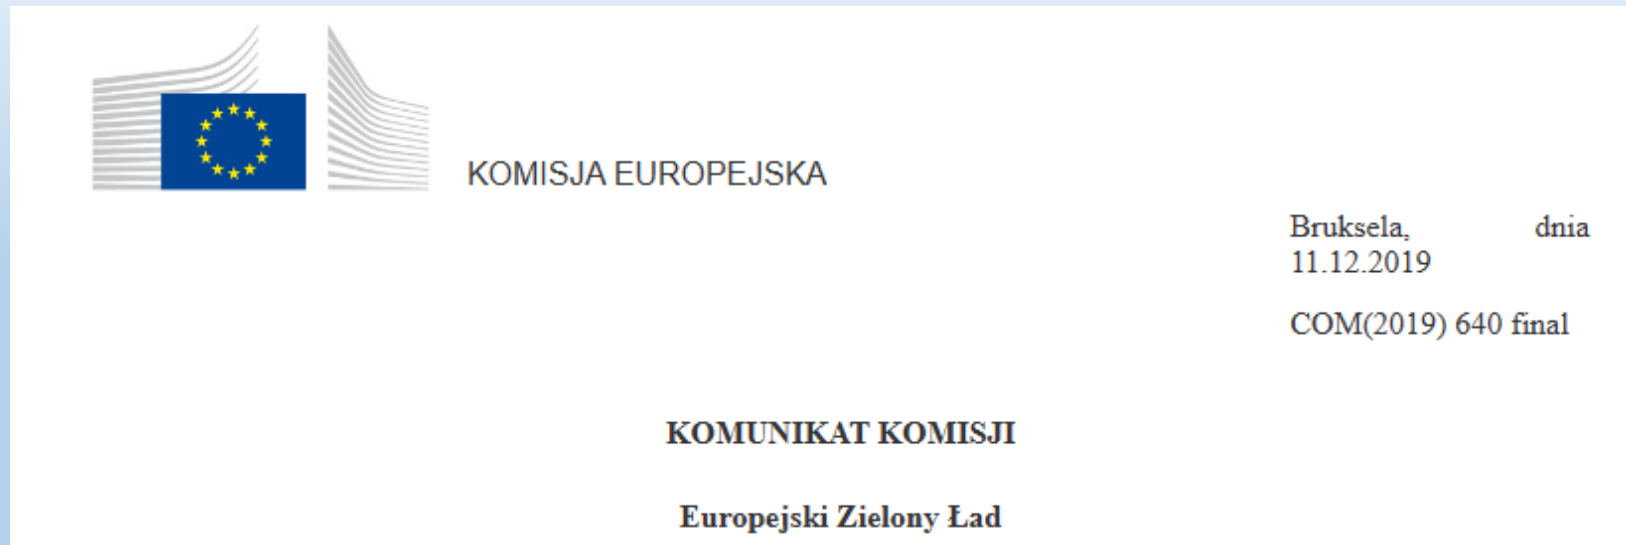 KOMISJA EUROPEJSKA
Bruksela, dnia
11.12.2019
COM(2019) 640 final
KOMUNIKAT KOMISJI
Europejski Zielony Ład